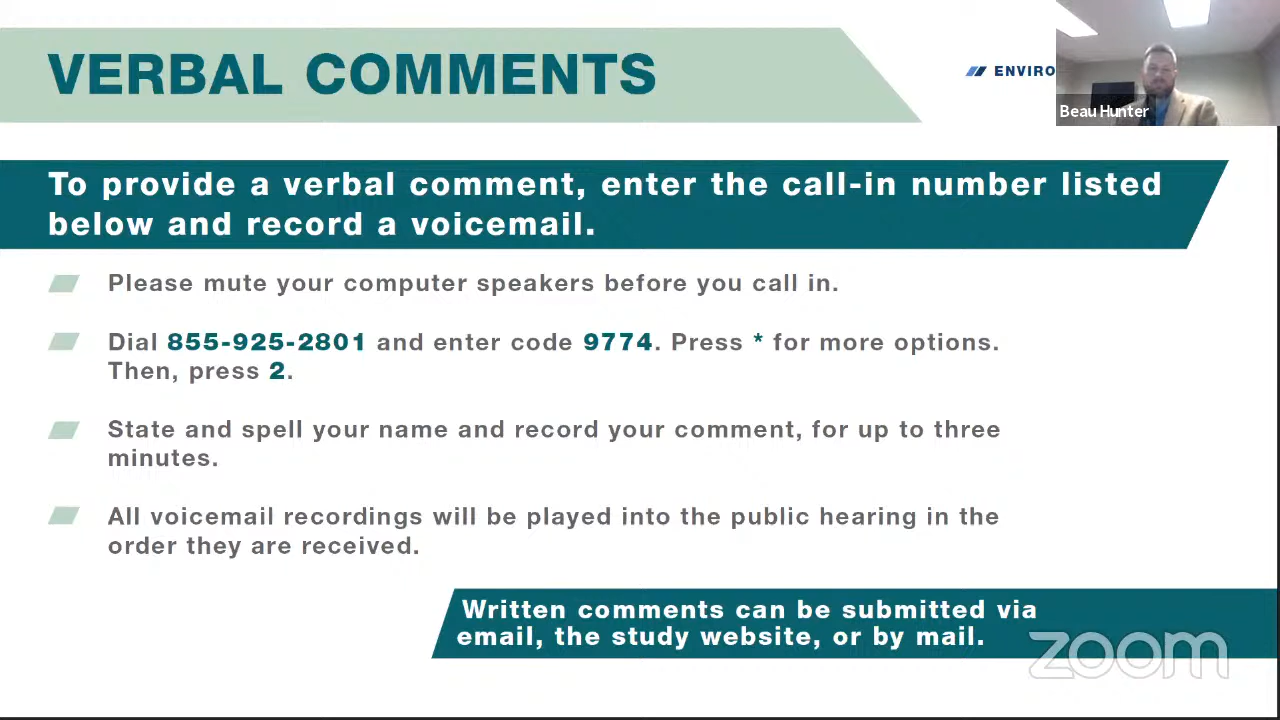 VERBAL COMMENTS
ENVIRO
Beau Hunter
To provide a verbal comment, enter the call-in number listed
below and record a voicemail.
Please mute your computer speakers before you call in.
Dial 855-925-2801 and enter code 9774. Press * for more options.
Then, press 2.
State and spell your name and record your comment, for up to three
minutes.
All voicemail recordings will be played into the public hearing in the
order they are received.
Written comments can be submitted via
email, the study website, or by mail.
zoom